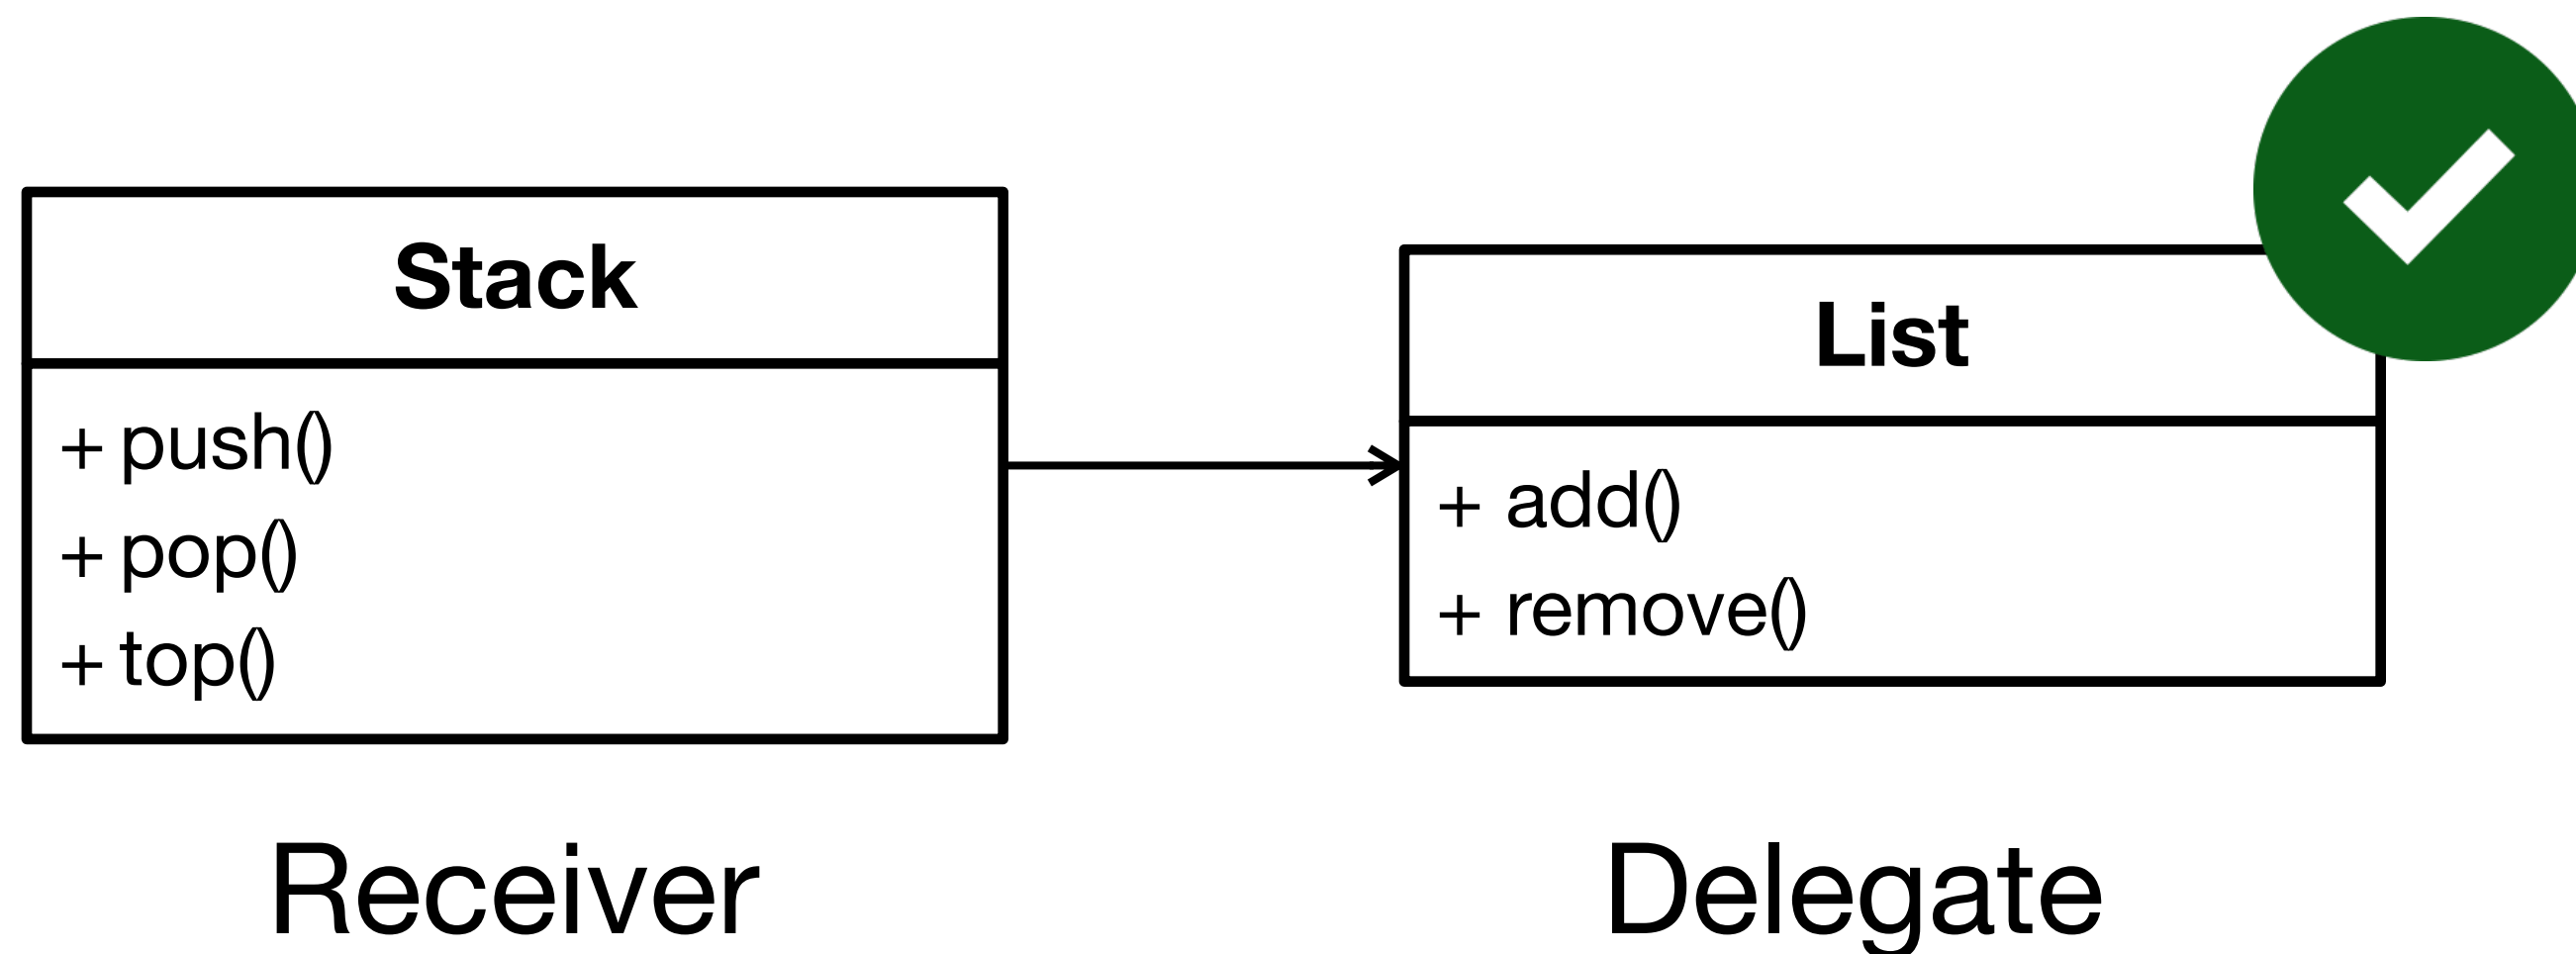 Stack
+ push()
+ pop()
+ top()
List
+ add()
+ remove()
Receiver
Delegate